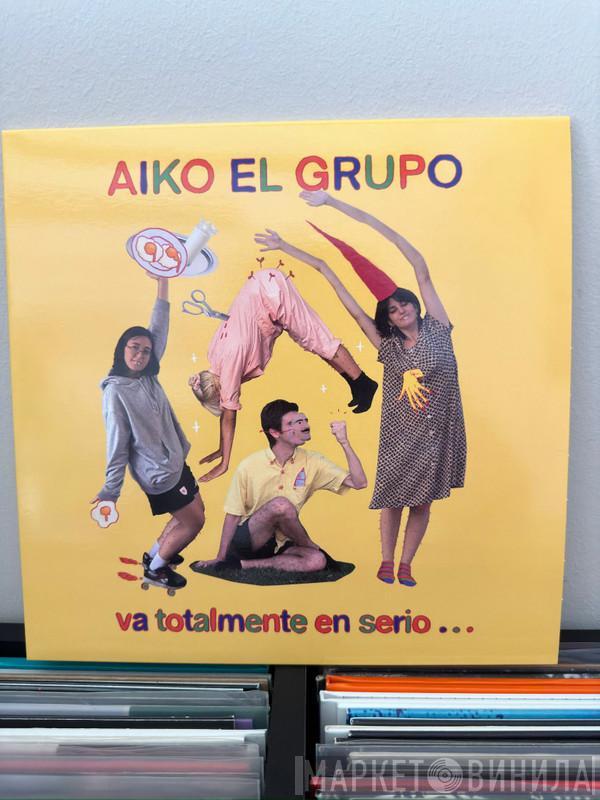 AIKO EL GRUPO
va totalmente en serio...
МАРКЕТ ВИНИЛА